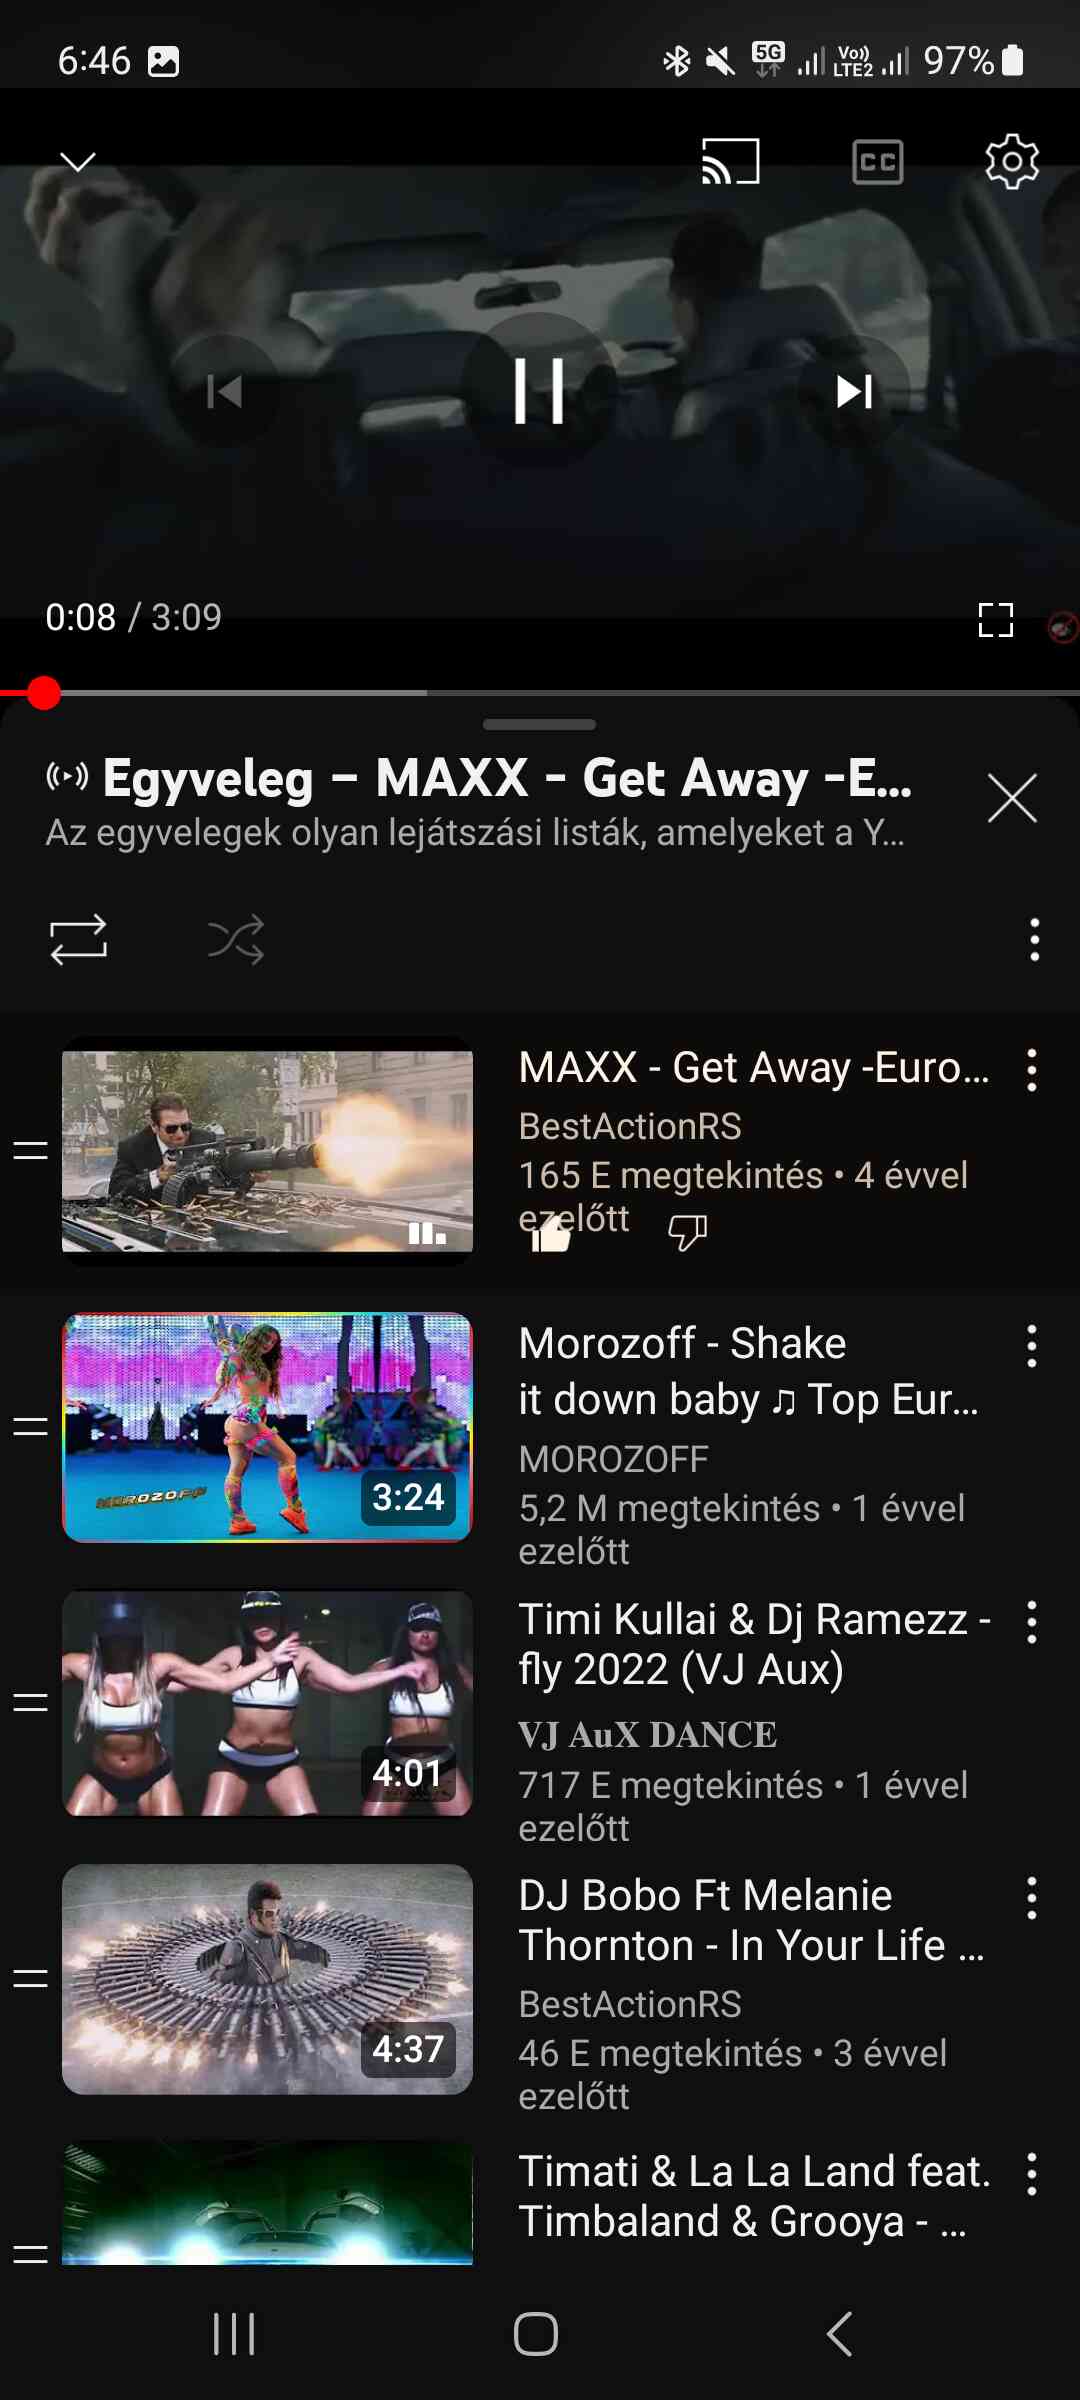 6:46
5G
Vo))
LTE2
97%
CC
0:08 / 3:09
Egyveleg – MAXX - Get Away -E...
Az egyvelegek olyan lejátszási listák, amelyeket a Y...
MAXX - Get Away -Euro...
BestActionRS
165 E megtekintés • 4 évvel
ezelőtt
Morozoff - Shake
it down baby ♫ Top Eur...
MOROZOFF
5,2 M megtekintés • 1 évvel
ezelőtt
MOROZOFF
3:24
Timi Kullai & Dj Ramezz -
fly 2022 (VJ Aux)
VJ AuX DANCE
717 E megtekintés • 1 évvel
ezelőtt
4:01
DJ Bobo Ft Melanie
Thornton - In Your Life ...
BestActionRS
46 E megtekintés • 3 évvel
ezelőtt
4:37
Timati & La La Land feat.
Timbaland & Grooya - ...